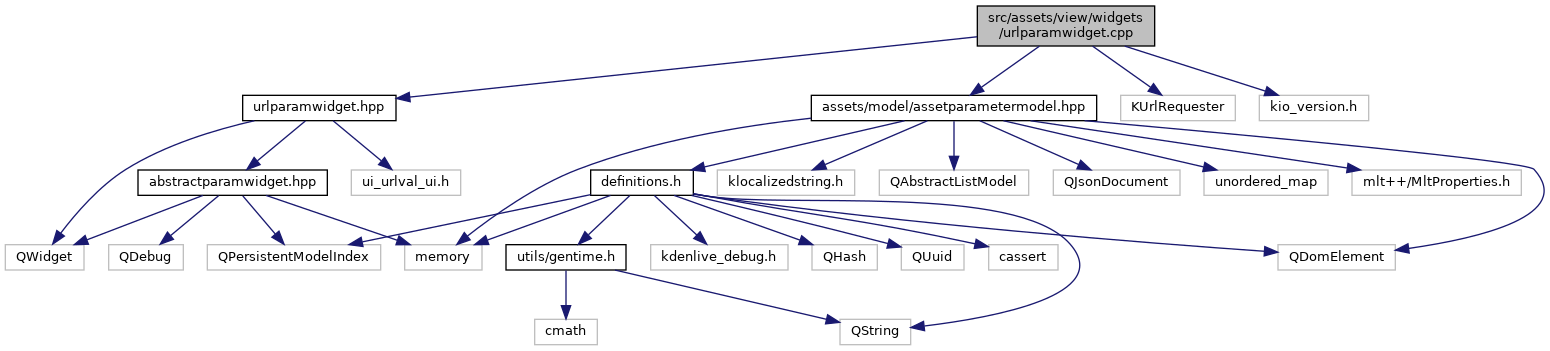 src/assets/view/widgets
/urlparamwidget.cpp
urlparamwidget.hpp
assets/model/assetparametermodel.hpp
KUrlRequester
kio_version.h
abstractparamwidget.hpp
ui_urlval_ui.h
definitions.h
klocalizedstring.h
QAbstractListModel
QJsonDocument
unordered_map
mlt++/MltProperties.h
QWidget
QDebug
QPersistentModelIndex
memory
utils/gentime.h
kdenlive_debug.h
QHash
QUuid
cassert
QDomElement
cmath
QString